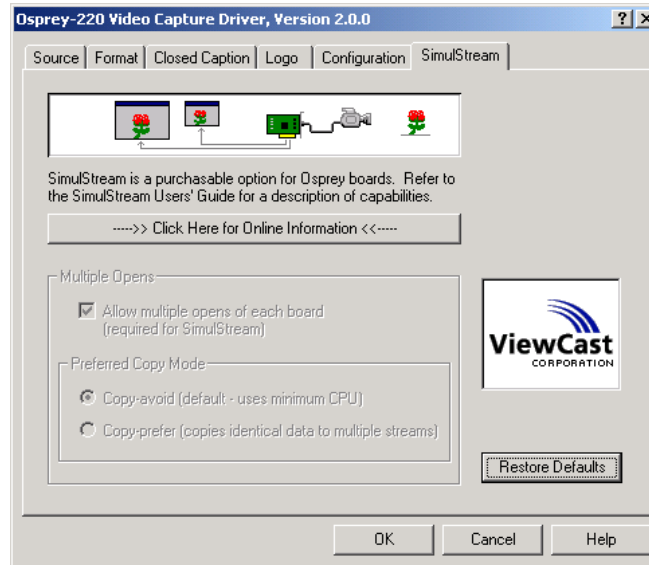 Osprey-220 Video Capture Driver, Version 2.0.0
Source
Format
Closed Caption
Logo
Configuration
SimulStream
SimulStream is a purchasable option for Osprey boards. Refer to
the SimulStream Users' Guide for a description of capabilities.
----->> Click Here for Online Information <<-----
Multiple Opens
Allow multiple opens of each board
(required for SimulStream)
Preferred Copy Mode
Copy-avoid (default - uses minimum CPU)
Copy-prefer (copies identical data to multiple streams)
ViewCast
CORPORATION
Restore Defaults
OK
Cancel
Help